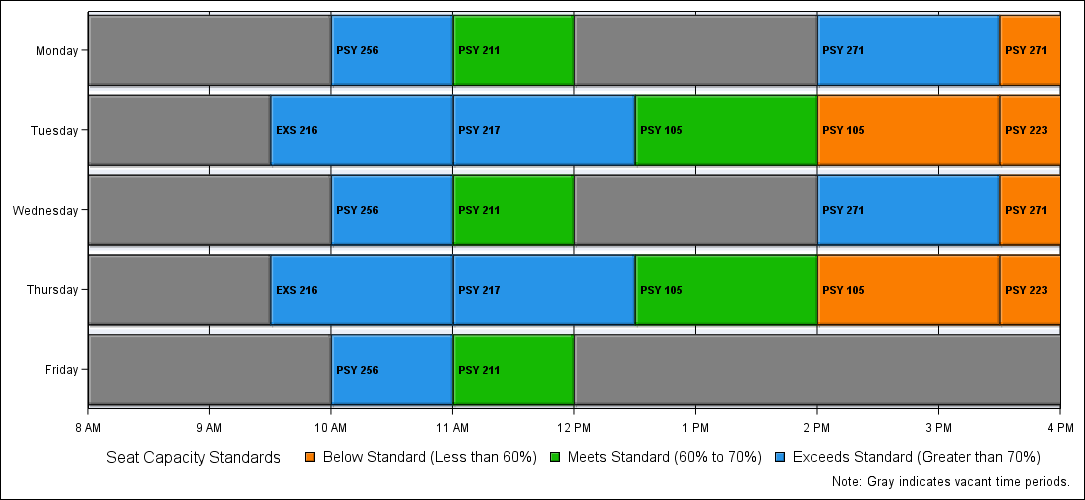 Monday PSY 256 PSY 211 PSY 271 PSY 271
Tuesday EXS 216 PSY 217 PSY 105 PSY 105 PSY 223
Wednesday PSY 256 PSY 211 PSY 271 PSY 271
Thursday EXS 216 PSY 217 PSY 105 PSY 105 PSY 223
Friday PSY 256 PSY 211
8 AM 9 AM 10 AM 11 AM 12 PM 1 PM 2 PM 3 PM 4 PM
Seat Capacity Standards Below Standard (Less than 60%) Meets Standard (60% to 70%) Exceeds Standard (Greater than 70%)
Note: Gray indicates vacant time periods.